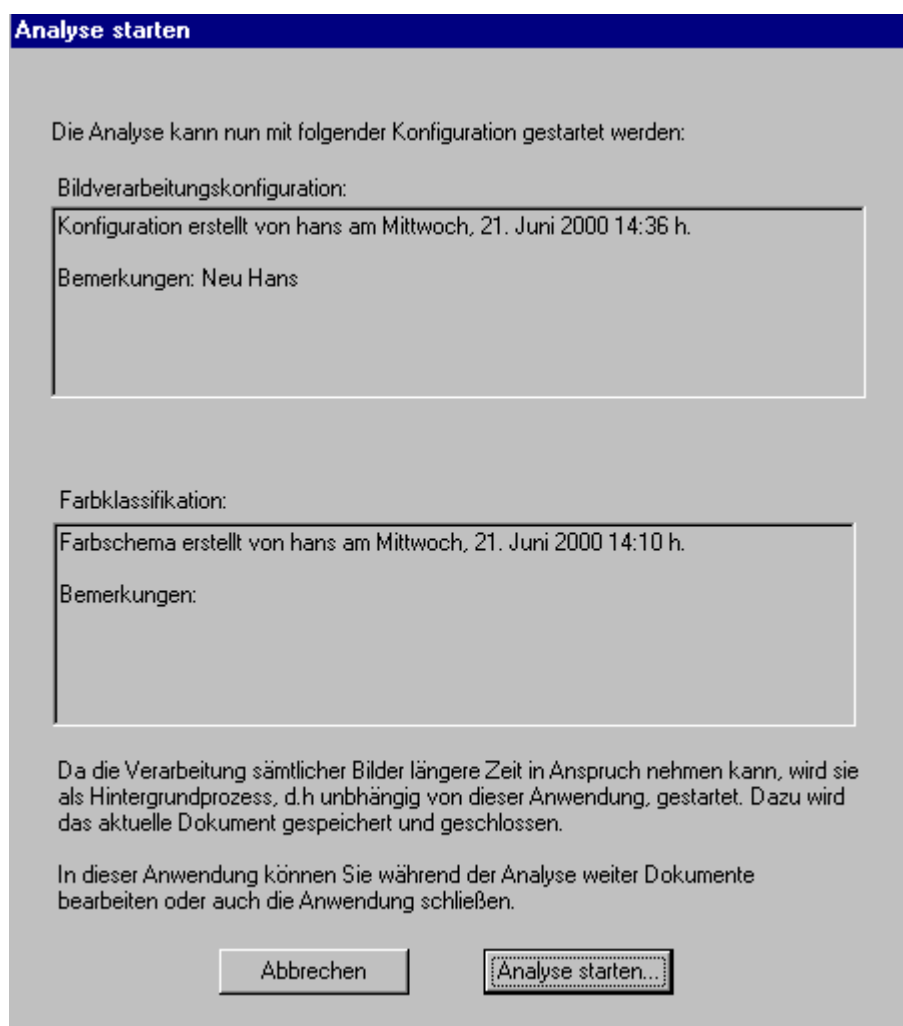 Analyse starten
Die Analyse kann nun mit folgender Konfiguration gestartet werden:
Bildverarbeitungskonfiguration:
Konfiguration erstellt von hans am Mittwoch, 21. Juni 2000 14:36 h.
Bemerkungen: Neu Hans
Farbklassifikation:
Farbschema erstellt von hans am Mittwoch, 21. Juni 2000 14:10 h.
Bemerkungen:
Da die Verarbeitung sämtlicher Bilder längere Zeit in Anspruch nehmen kann, wird sie
als Hintergrundprozess, d.h unbhängig von dieser Anwendung, gestartet. Dazu wird
das aktuelle Dokument gespeichert und geschlossen.
In dieser Anwendung können Sie während der Analyse weiter Dokumente
bearbeiten oder auch die Anwendung schließen.
Abbrechen
Analyse starten...